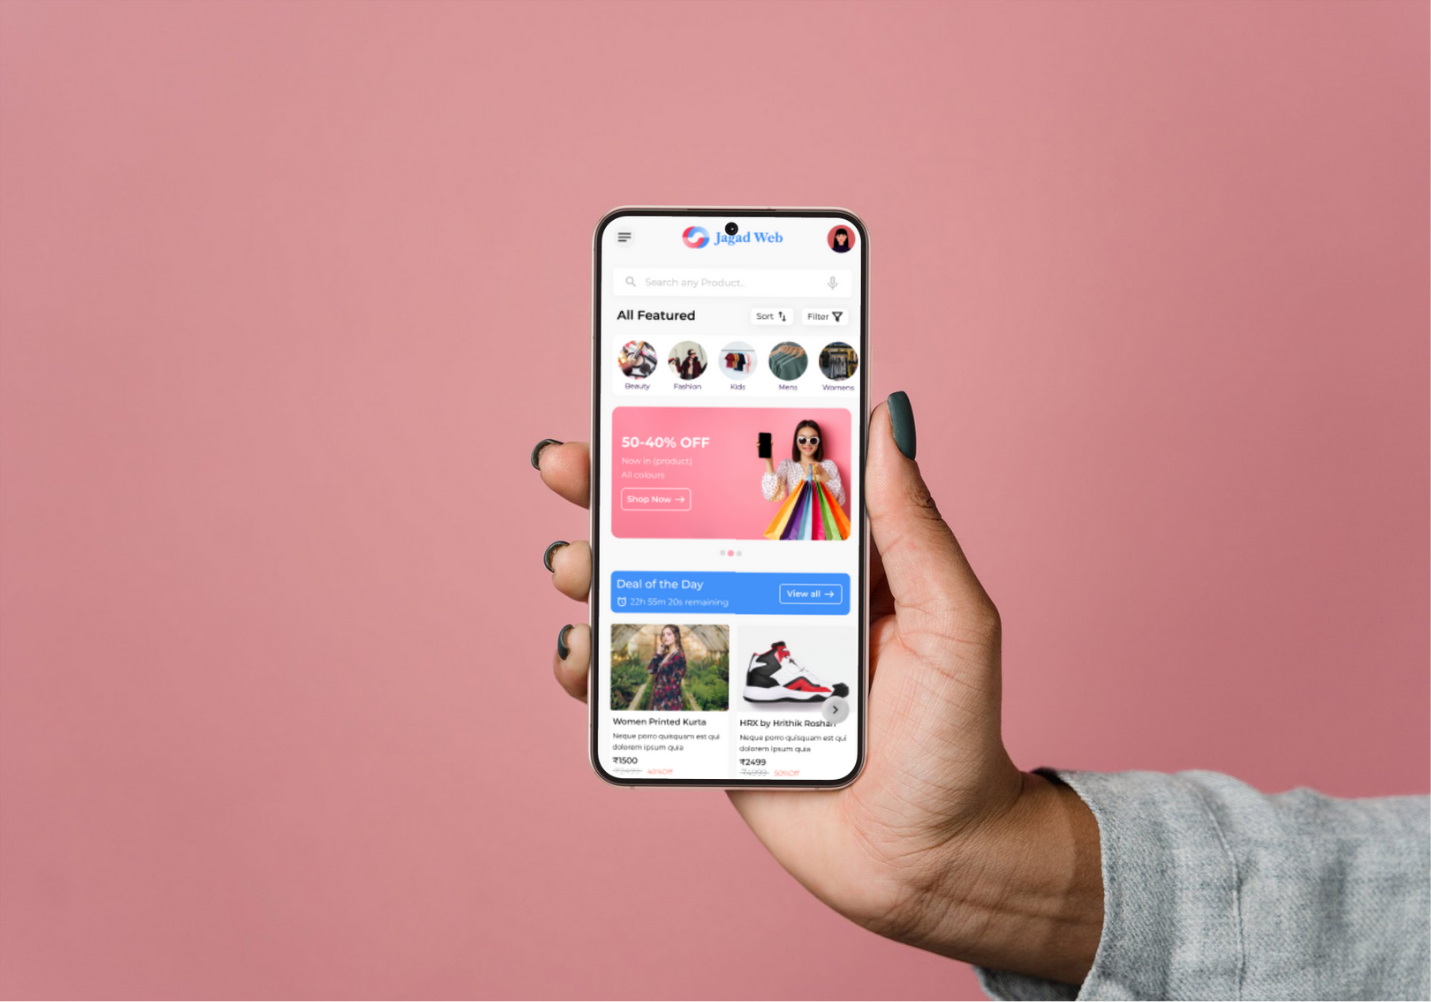 Jagad Web
Search any Product..
All Featured
Sort
Filter
Beauty
Fashion
Kids
Mens
Womens
50-40% OFF
Now in (product)
All colours
Shop Now →
Deal of the Day
View all →
22h 55m 20s remaining
Women Printed Kurta
Neque porro quisquam est qui
dolorem ipsum quia
₹1500
40%Off
HRX by Hrithik Roshan
Neque porro quisquam est qui
dolorem ipsum quia
₹2499
₹4999 50%Off